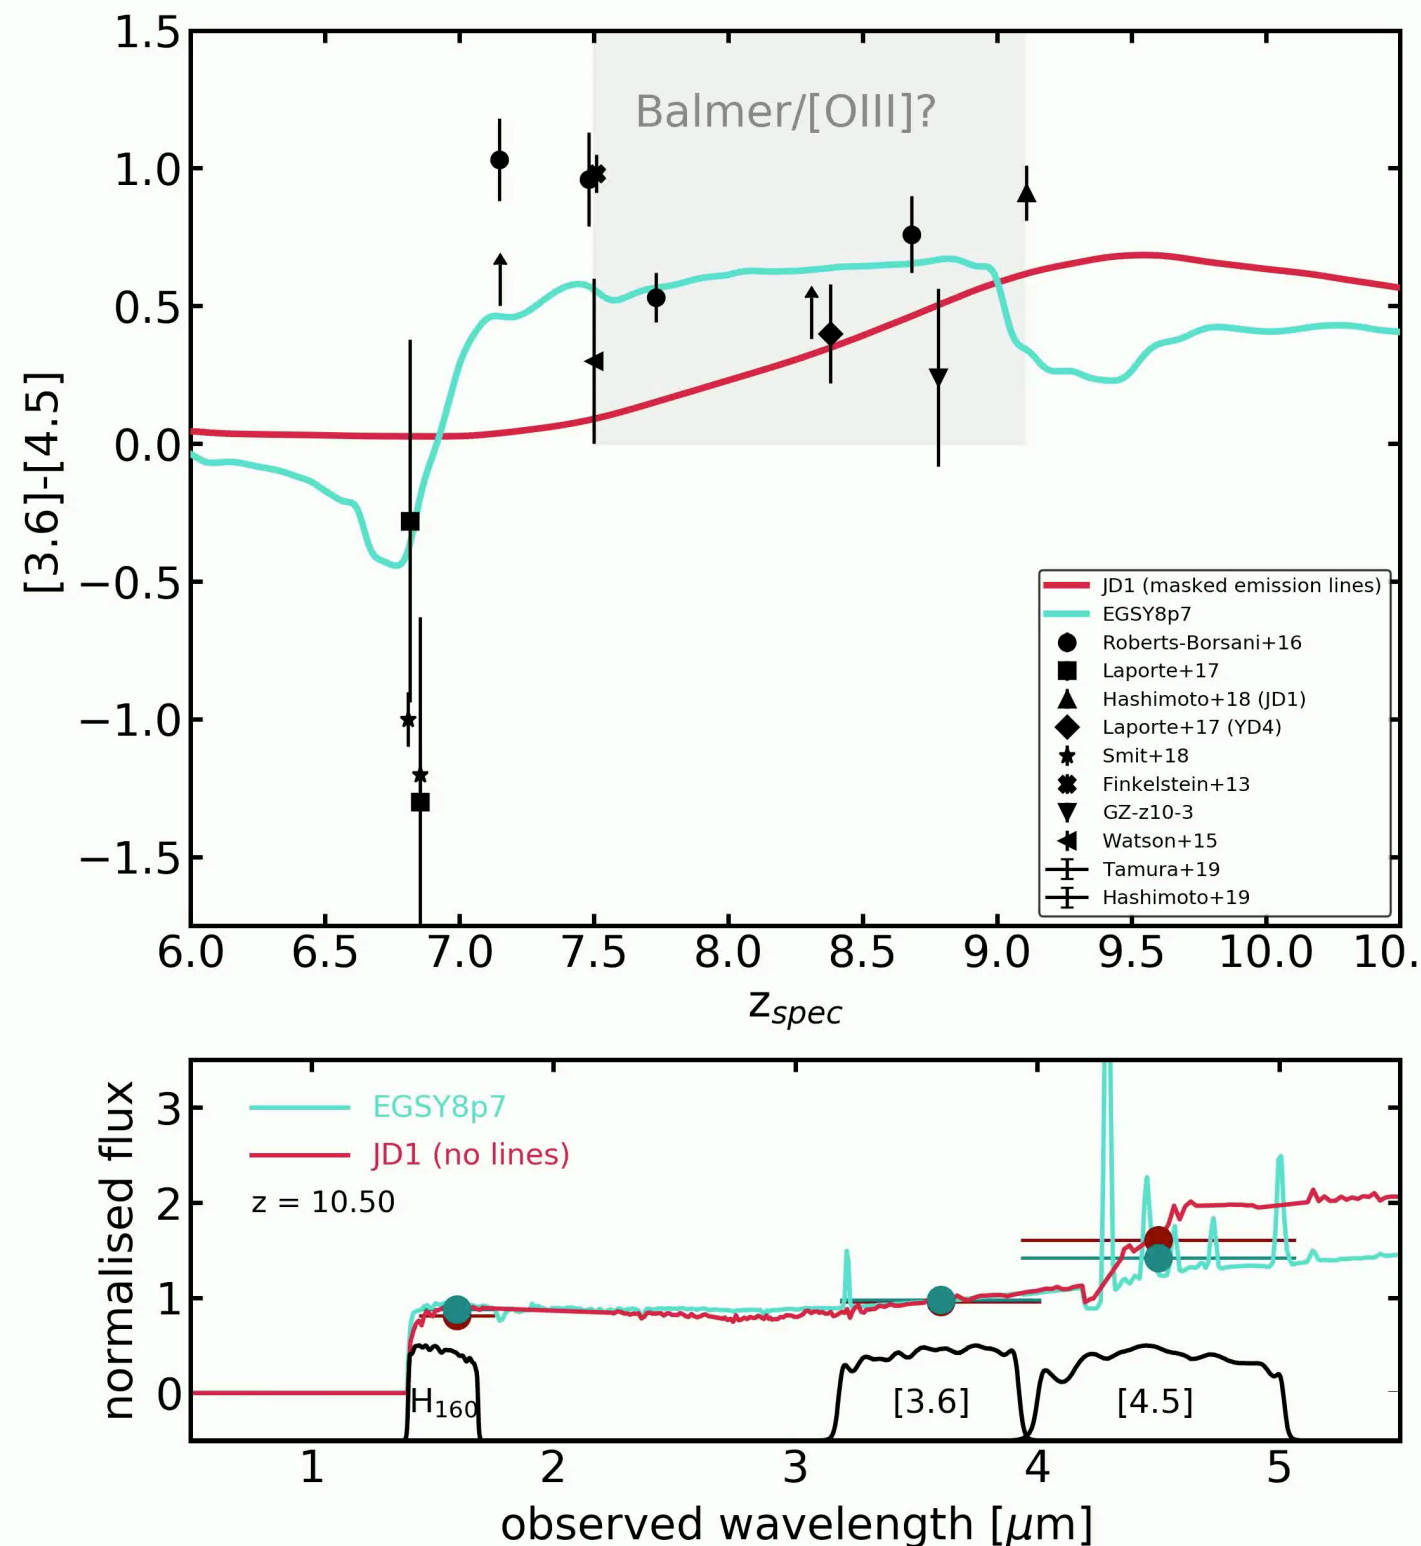 1.5
1.0
0.5
0.0
−0.5
−1.0
−1.5
[3.6]-[4.5]
Balmer/[OIII]?
JD1 (masked emission lines)
EGSY8p7
Roberts-Borsani+16
Laporte+17
Hashimoto+18 (JD1)
Laporte+17 (YD4)
Smit+18
Finkelstein+13
GZ-z10-3
Watson+15
Tamura+19
Hashimoto+19
6.0 6.5 7.0 7.5 8.0 8.5 9.0 9.5 10.0 10.
zspec
3
2
1
0
normalised flux
EGSY8p7
JD1 (no lines)
z = 10.50
H160 [3.6] [4.5]
1 2 3 4 5
observed wavelength [μm]